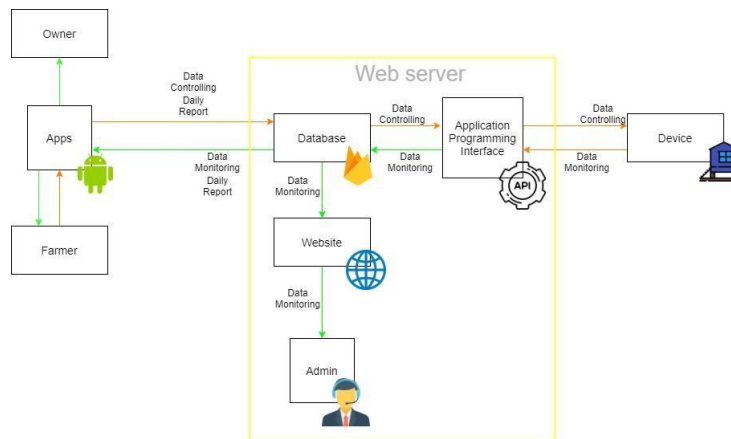 Owner
Web server
Data
Controlling
Daily
Report
Apps
Database
Data
Controlling
Application
Programming
Interface
Data
Controlling
Device
Data
Monitoring
Daily
Report
Data
Monitoring
Data
Monitoring
API
Data
Monitoring
Farmer
Website
Data
Monitoring
Admin